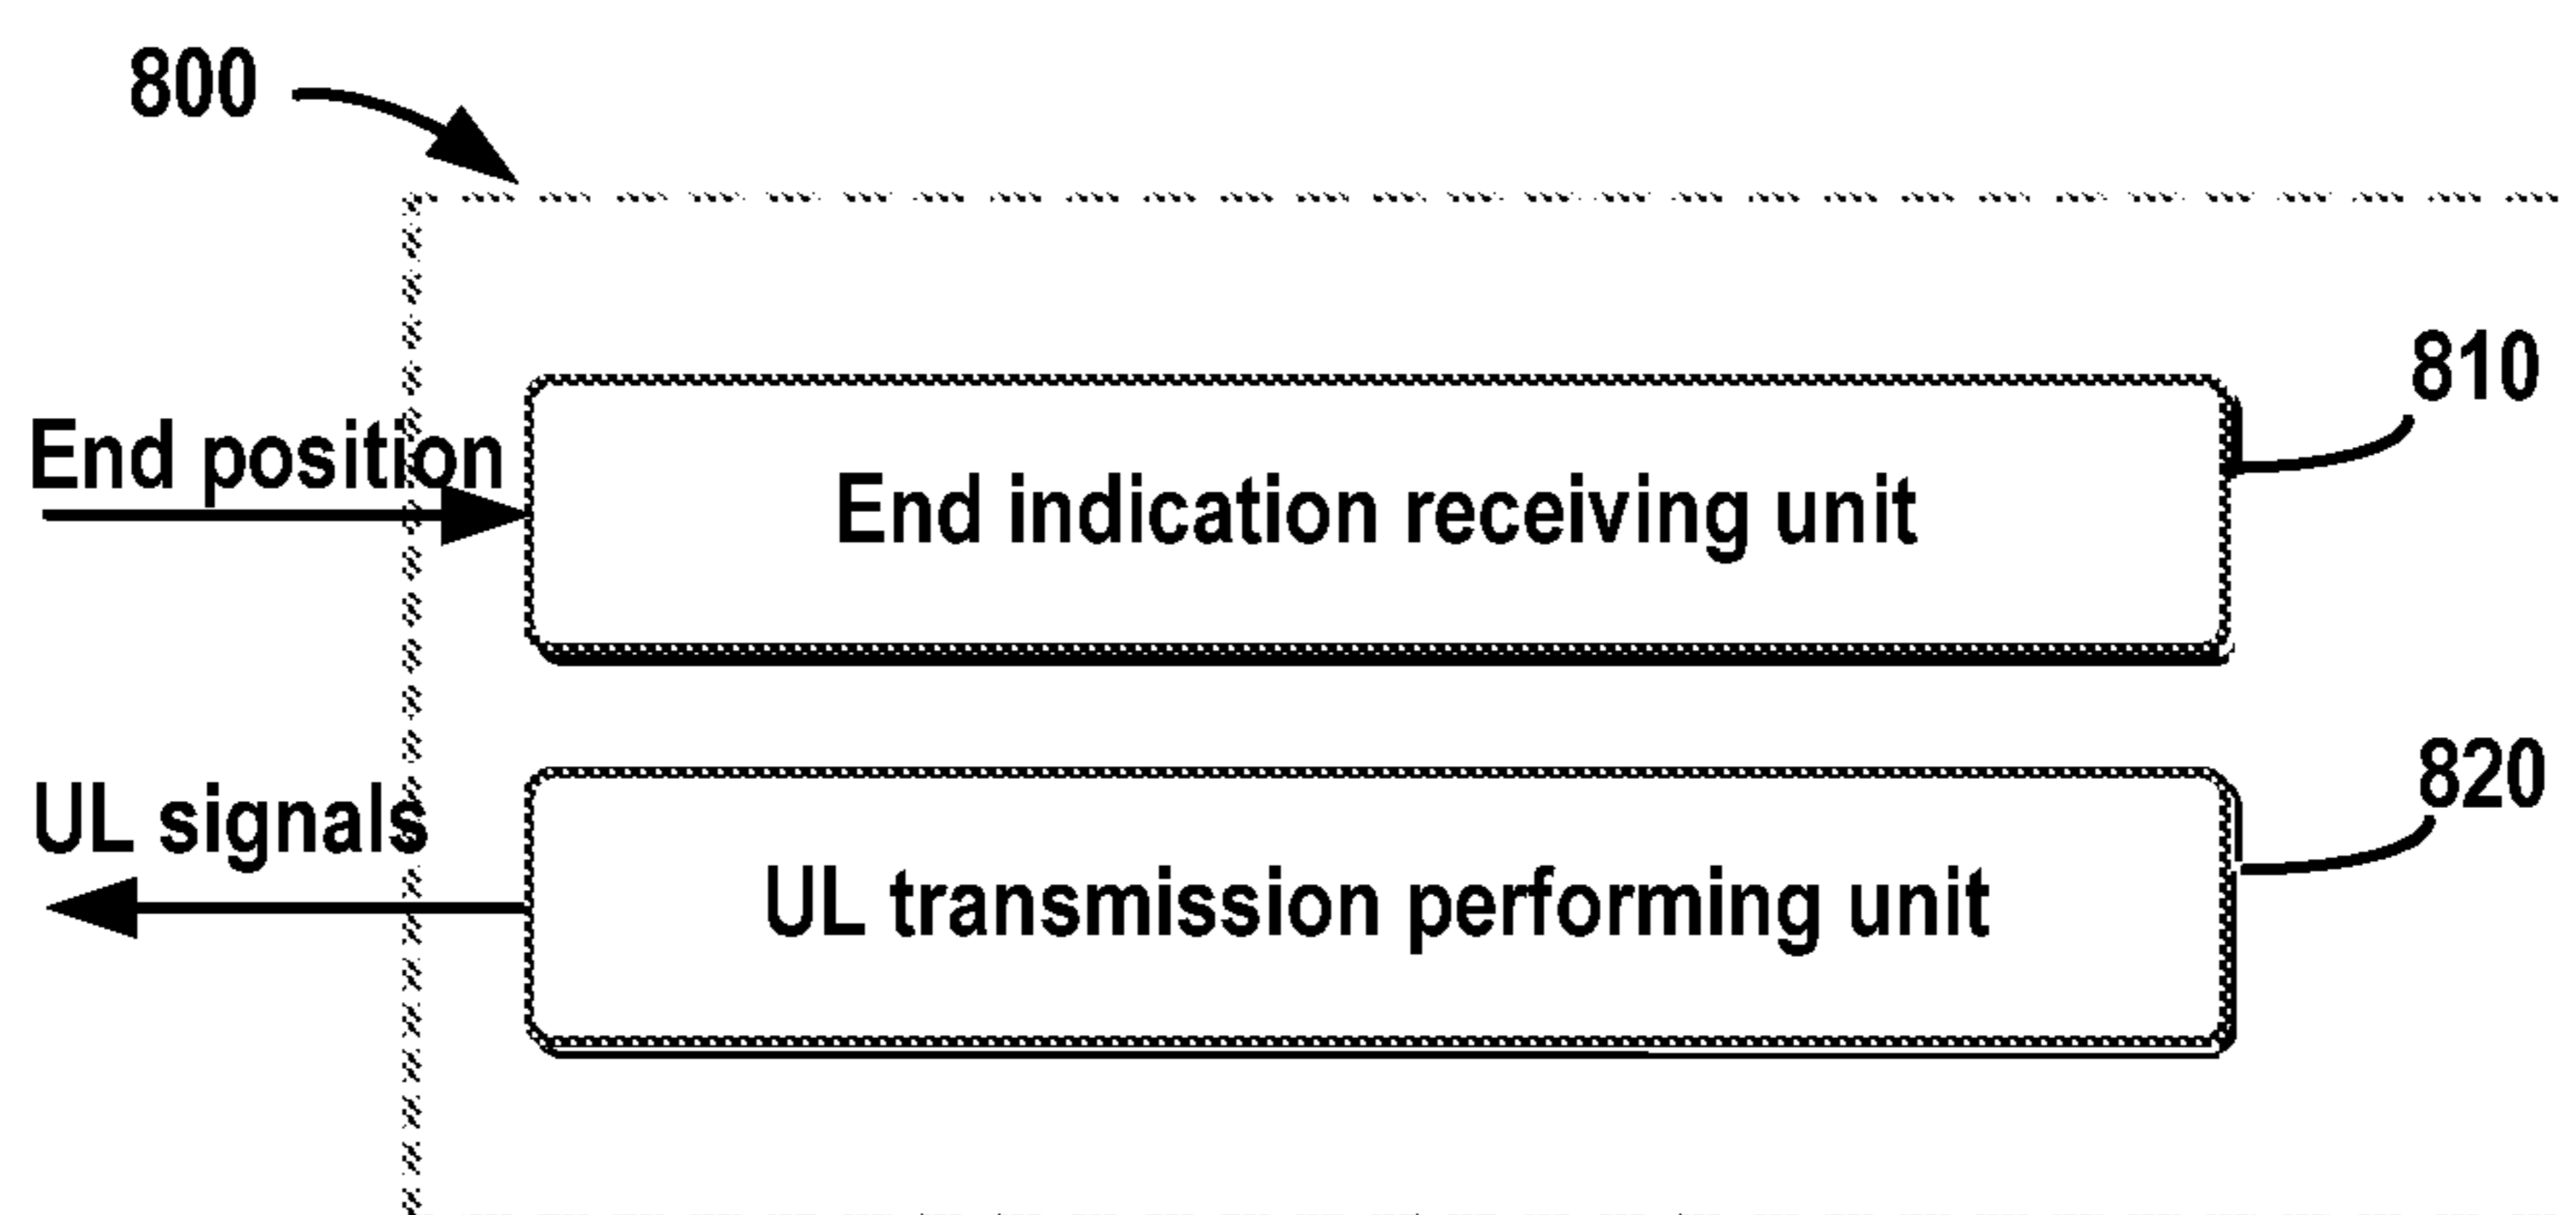 800
810
End position
End indication receiving unit
820
UL signals
UL transmission performing unit